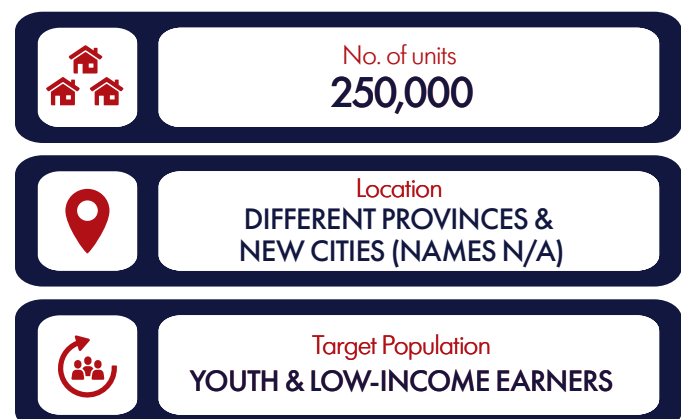 No. of units
250,000
Location
DIFFERENT PROVINCES &
NEW CITIES (NAMES N/A)
Target Population
YOUTH & LOW-INCOME EARNERS